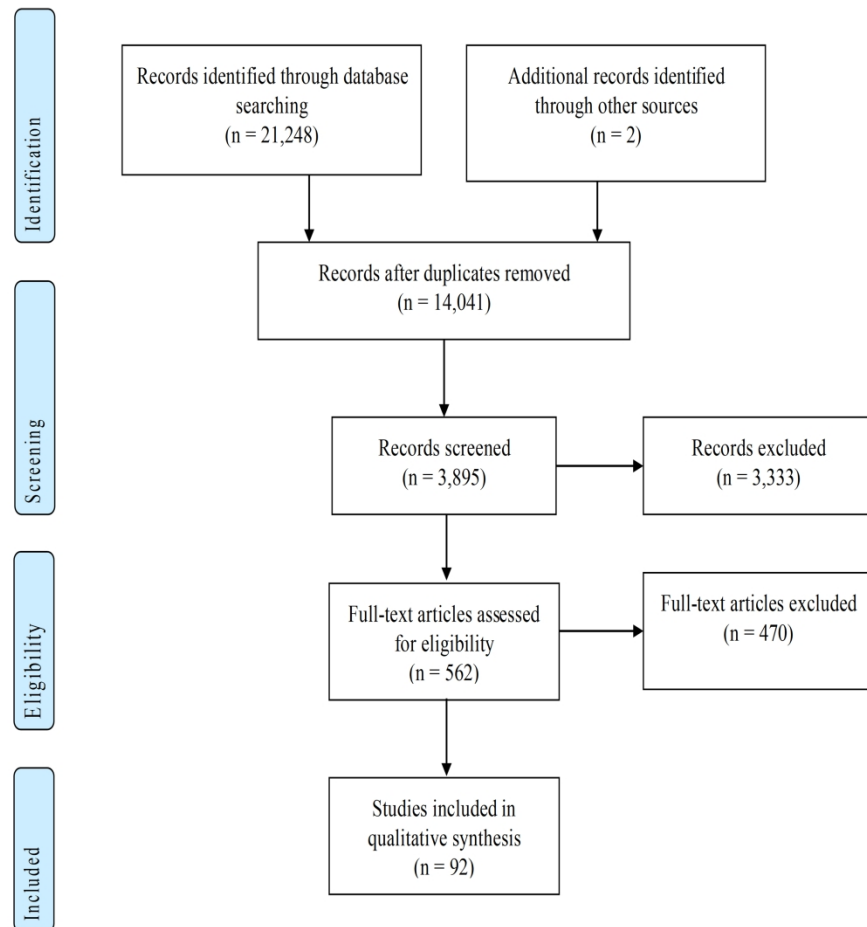 Identification
Records identified through database
searching
(n = 21,248)
Additional records identified
through other sources
(n = 2)
Records after duplicates removed
(n = 14,041)
Screening
Records screened
(n = 3,895)
Records excluded
(n = 3,333)
Eligibility
Full-text articles assessed
for eligibility
(n = 562)
Full-text articles excluded
(n = 470)
Included
Studies included in
qualitative synthesis
(n = 92)